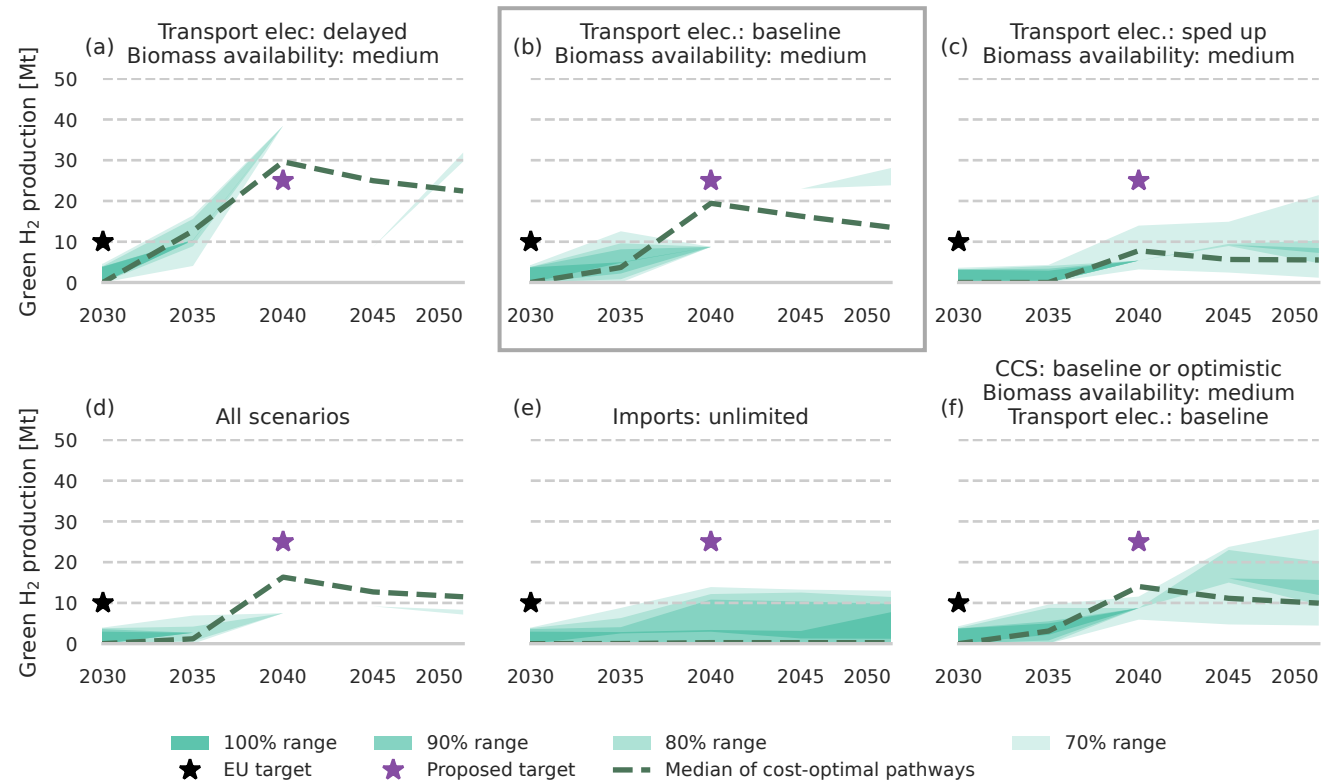 (a)
Transport elec: delayed
Biomass availability: medium
Green H₂ production [Mt]
50
40
30
20
10
0
2030 2035 2040 2045 2050
(b)
Transport elec.: baseline
Biomass availability: medium
2030 2035 2040 2045 2050
(c)
Transport elec.: sped up
Biomass availability: medium
2030 2035 2040 2045 2050
(d)
All scenarios
Green H₂ production [Mt]
50
40
30
20
10
0
2030 2035 2040 2045 2050
(e)
Imports: unlimited
2030 2035 2040 2045 2050
(f)
CCS: baseline or optimistic
Biomass availability: medium
Transport elec.: baseline
2030 2035 2040 2045 2050
100% range 90% range 80% range 70% range
EU target Proposed target Median of cost-optimal pathways